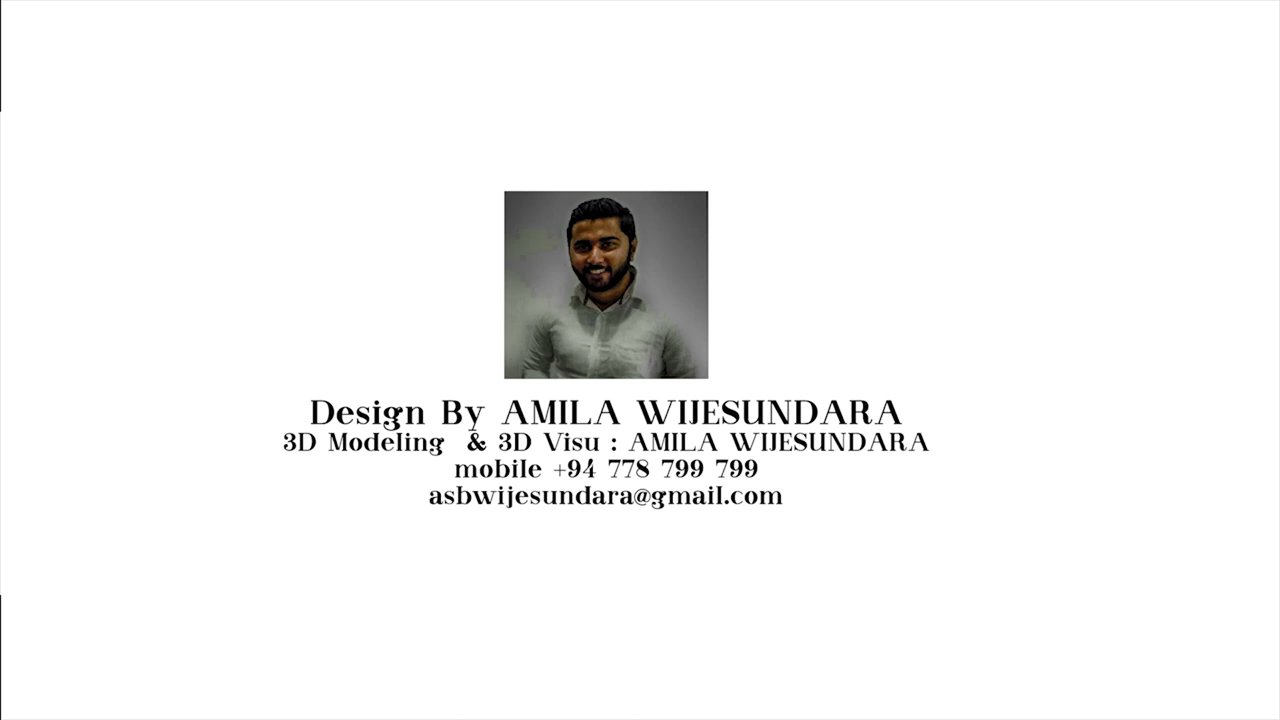 Design By AMILA WIJESUNDARA
3D Modeling & 3D Visu : AMILA WIJESUNDARA
mobile +94 778 799 799
asbwijesundara@gmail.com